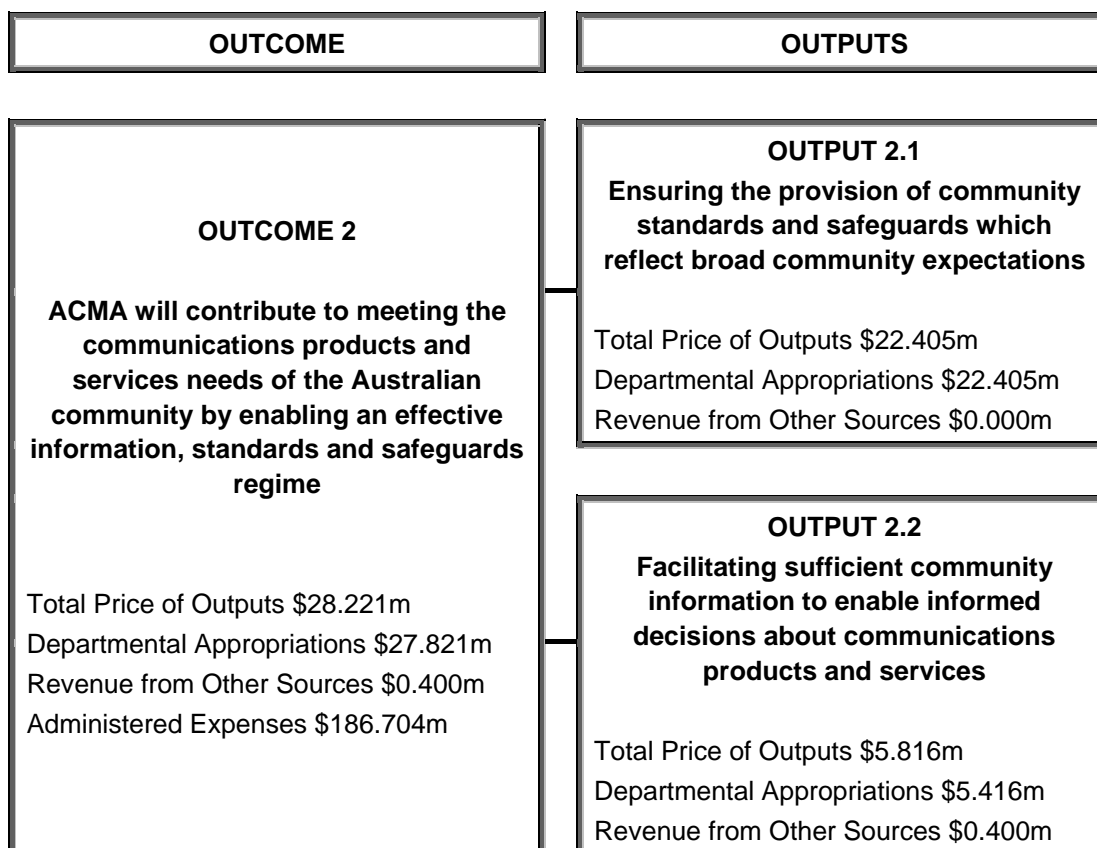 OUTCOME
OUTPUTS
OUTCOME 2
ACMA will contribute to meeting the
communications products and
services needs of the Australian
community by enabling an effective
information, standards and safeguards
regime
Total Price of Outputs $28.221m
Departmental Appropriations $27.821m
Revenue from Other Sources $0.400m
Administered Expenses $186.704m
OUTPUT 2.1
Ensuring the provision of community
standards and safeguards which
reflect broad community expectations
Total Price of Outputs $22.405m
Departmental Appropriations $22.405m
Revenue from Other Sources $0.000m
OUTPUT 2.2
Facilitating sufficient community
information to enable informed
decisions about communications
products and services
Total Price of Outputs $5.816m
Departmental Appropriations $5.416m
Revenue from Other Sources $0.400m